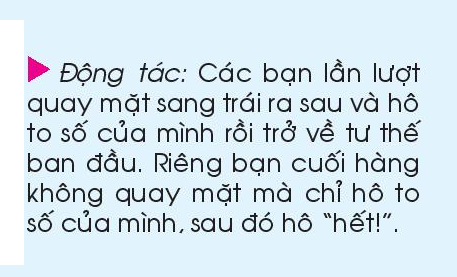 Động tác: Các bạn lần lượt
quay mặt sang trái ra sau và hô
to số của mình rồi trở về tư thế
ban đầu. Riêng bạn cuối hàng
không quay mặt mà chỉ hô to
số của mình, sau đó hô “hết!”.